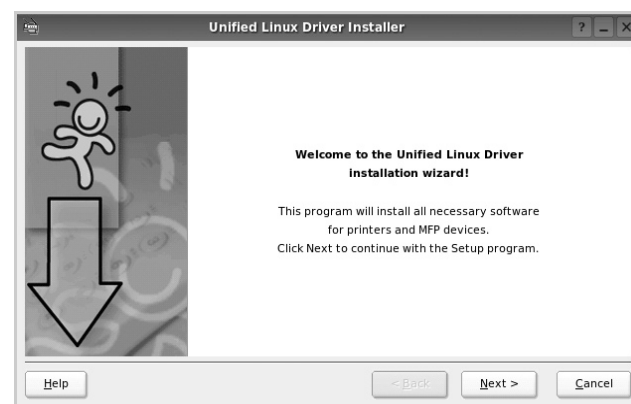 Unified Linux Driver Installer
Welcome to the Unified Linux Driver
installation wizard!
This program will install all necessary software
for printers and MFP devices.
Click Next to continue with the Setup program.
Help
< Back
Next >
Cancel